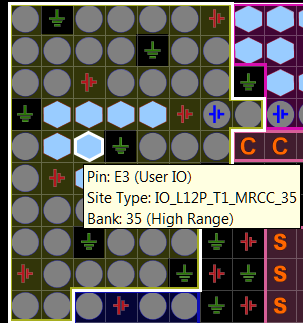 C C
Pin: E3 (User IO)
Site Type: IO_L12P_T1_MRCC_35
Bank: 35 (High Range)
S
S
S